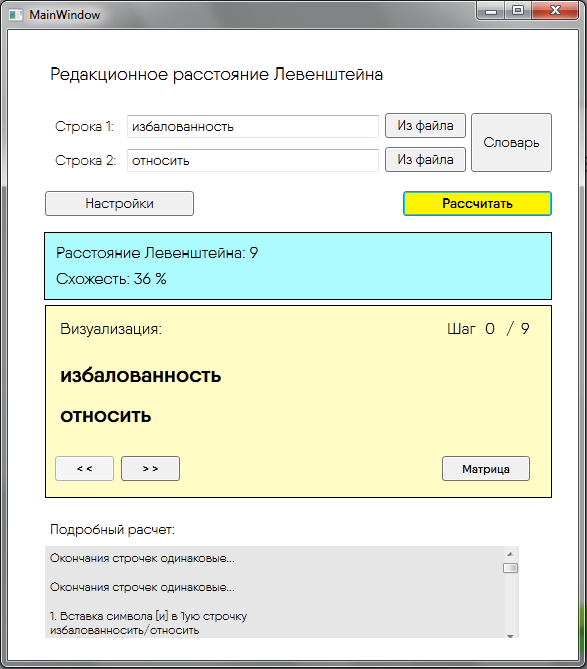 MainWindow
Редакционное расстояние Левенштейна
Строка 1: избалованность Из файла
Словарь
Строка 2: относить Из файла
Настройки Рассчитать
Расстояние Левенштейна: 9
Схожесть: 36 %
Визуализация: Шаг 0 / 9
избалованность
относить
< < > > Матрица
Подробный расчет:
Окончания строчек одинаковые...
Окончания строчек одинаковые...
1. Вставка символа [и] в 1ую строчку
избалованносить/относить